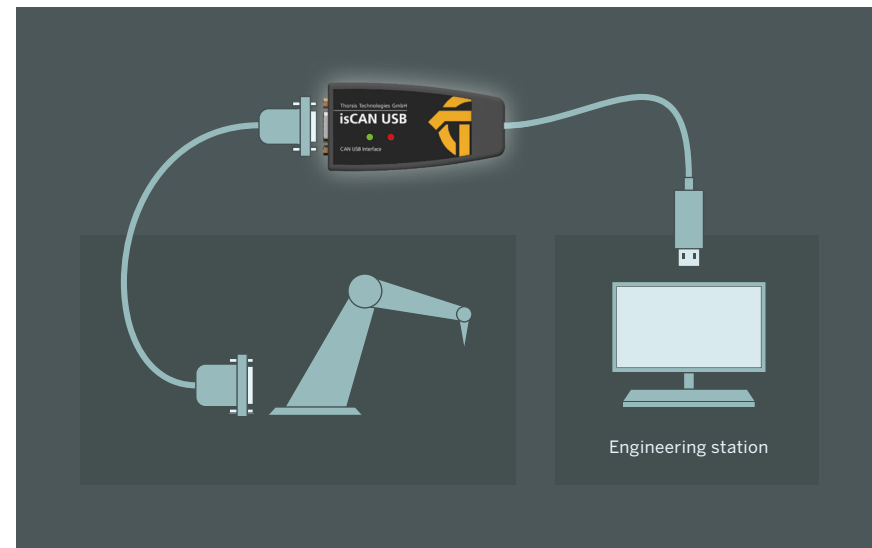 Thorsis Technologies GmbH
isCAN USB
CAN USB Interface
Engineering station